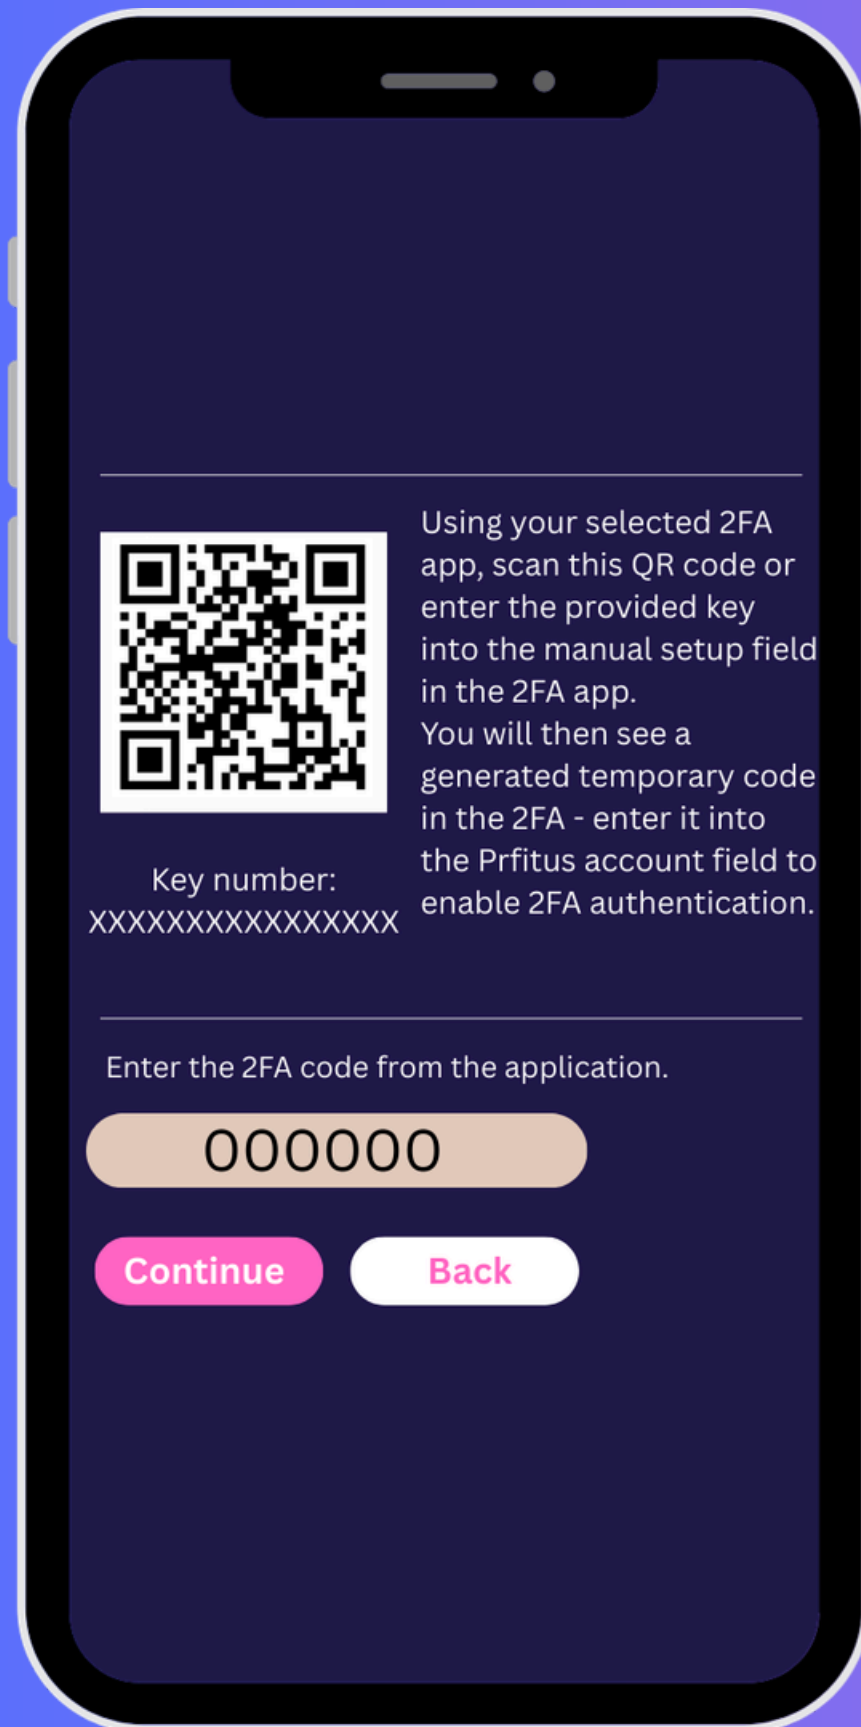 Using your selected 2FA
app, scan this QR code or
enter the provided key
into the manual setup field
in the 2FA app.
You will then see a
generated temporary code
in the 2FA - enter it into
the Prfitus account field to
enable 2FA authentication.
Key number:
XXXXXXXXXXXXXXXX
Enter the 2FA code from the application.
000000
Continue
Back